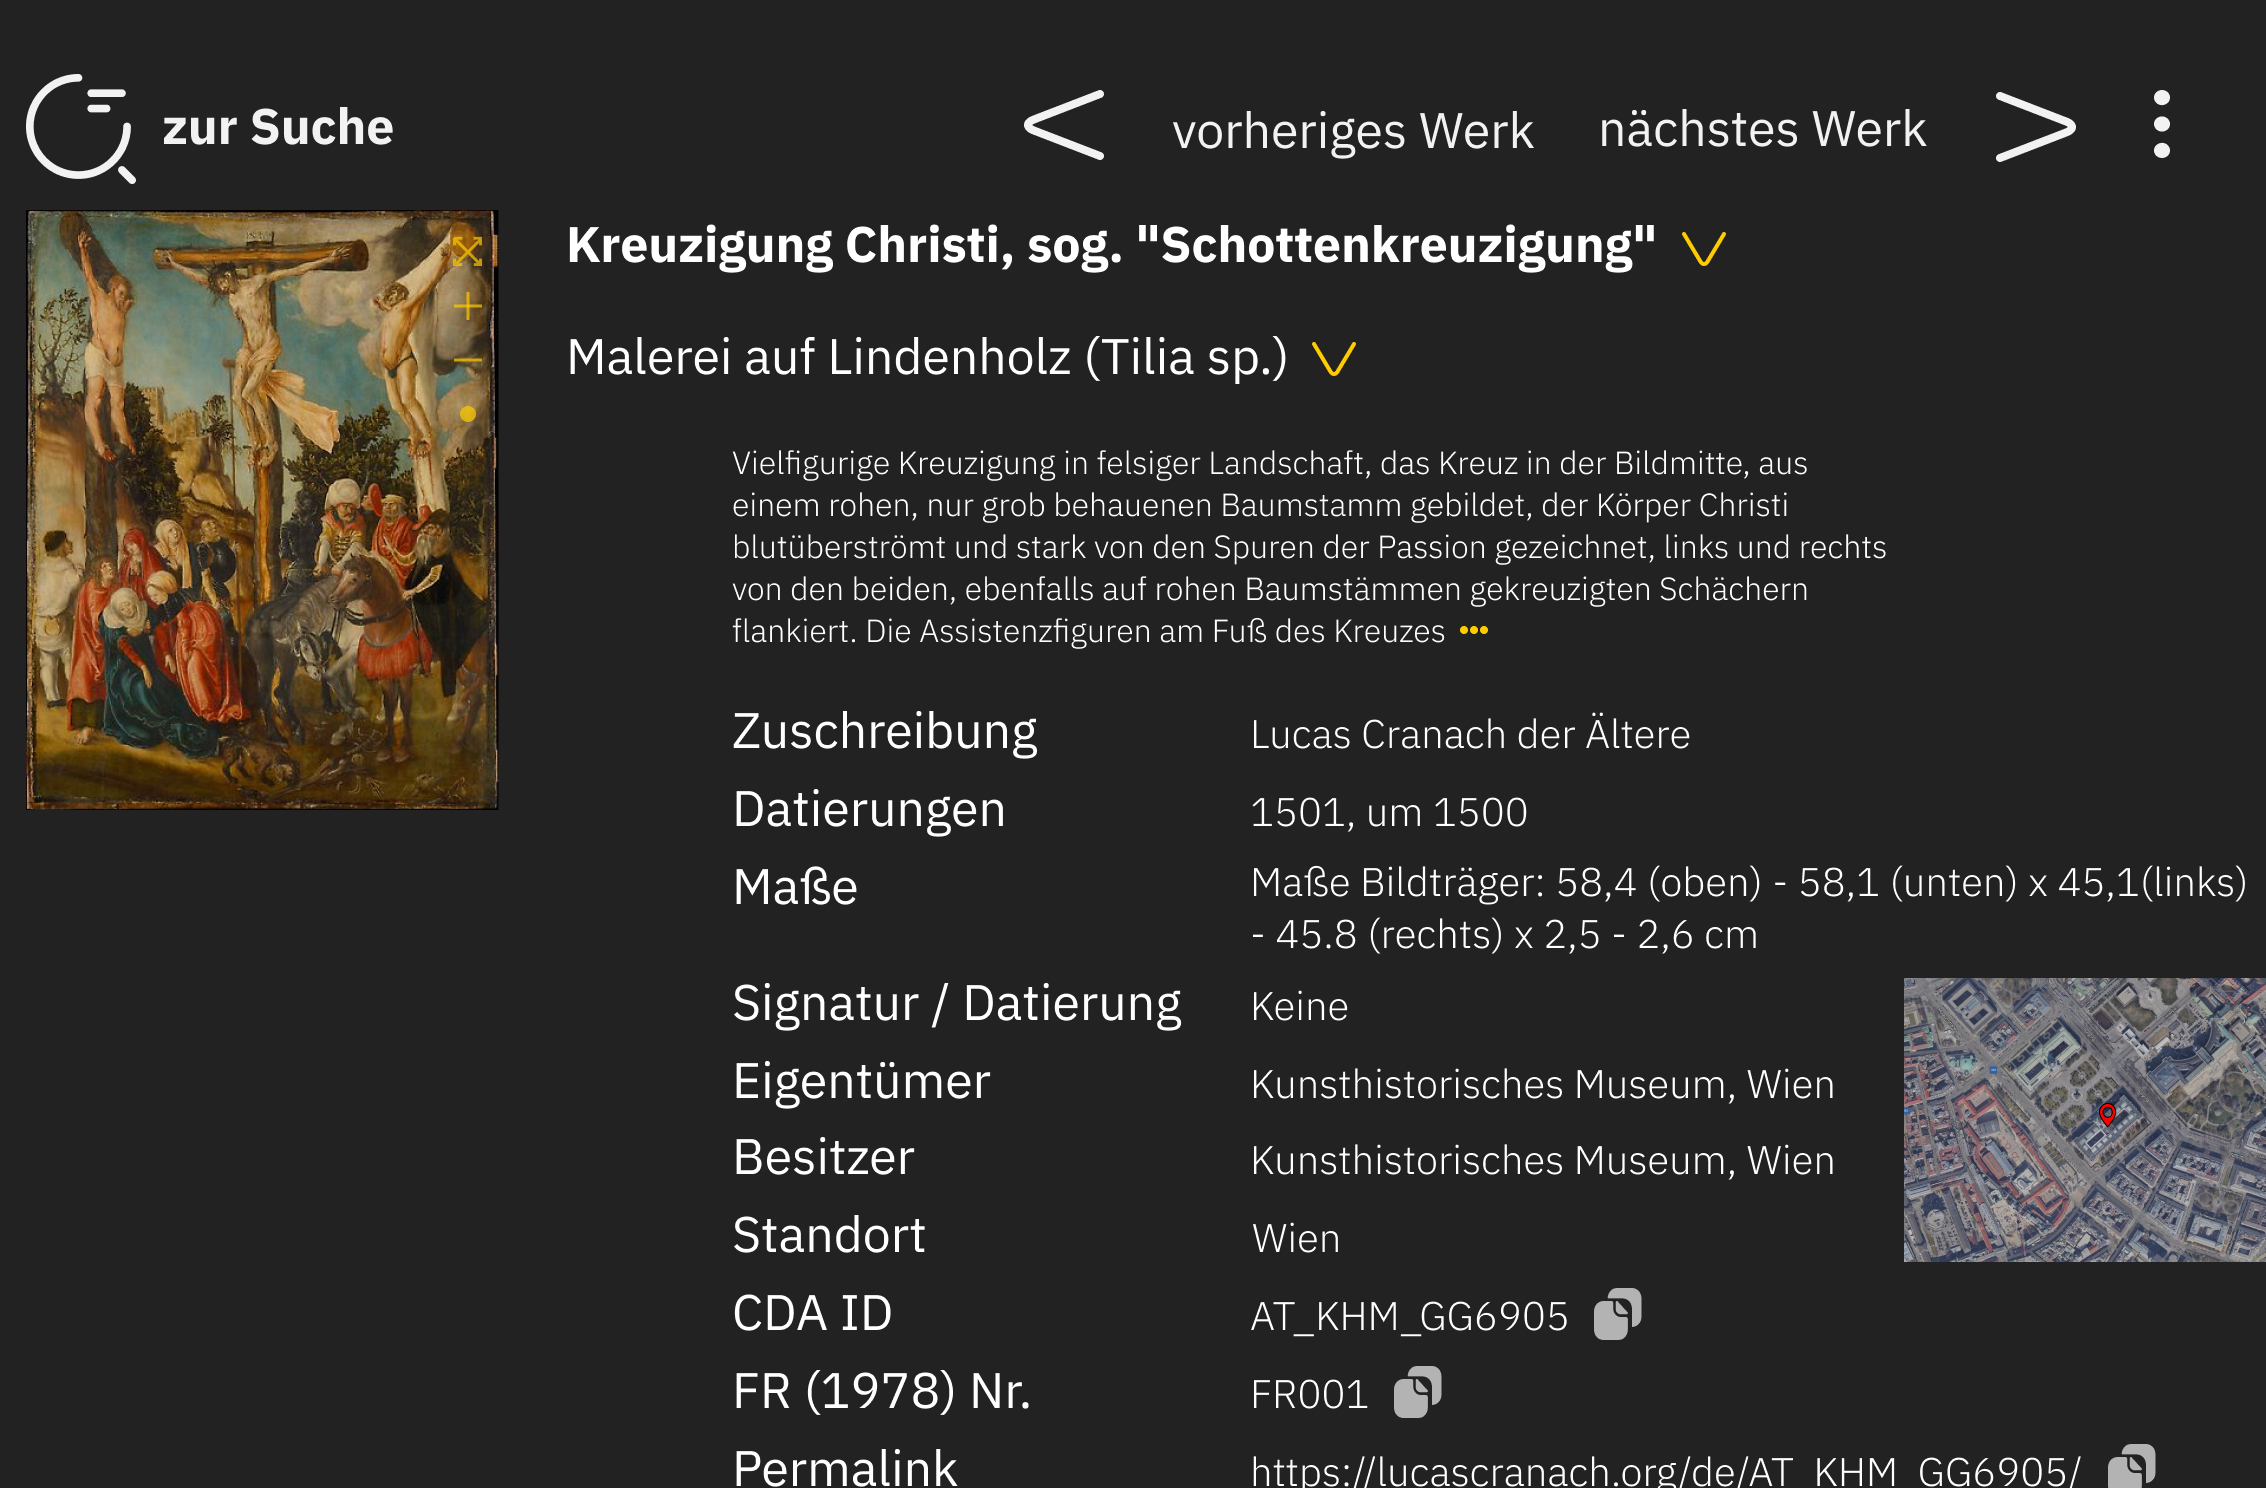 zur Suche
vorheriges Werk
nächstes Werk
Kreuzigung Christi, sog. "Schottenkreuzigung"
Malerei auf Lindenholz (Tilia sp.)
Vielfigurige Kreuzigung in felsiger Landschaft, das Kreuz in der Bildmitte, aus
einem rohen, nur grob behauenen Baumstamm gebildet, der Körper Christi
blutüberströmt und stark von den Spuren der Passion gezeichnet, links und rechts
von den beiden, ebenfalls auf rohen Baumstämmen gekreuzigten Schächern
flankiert. Die Assistenzfiguren am Fuß des Kreuzes •••
Zuschreibung
Lucas Cranach der Ältere
Datierungen
1501, um 1500
Maße
Maße Bildträger: 58,4 (oben) - 58,1 (unten) x 45,1(links)
- 45.8 (rechts) x 2,5 - 2,6 cm
Signatur / Datierung
Keine
Eigentümer
Kunsthistorisches Museum, Wien
Besitzer
Kunsthistorisches Museum, Wien
Standort
Wien
CDA ID
AT_KHM_GG6905
FR (1978) Nr.
FR001
Permalink
https://lucascranach.org/de/AT_KHM_GG6905/